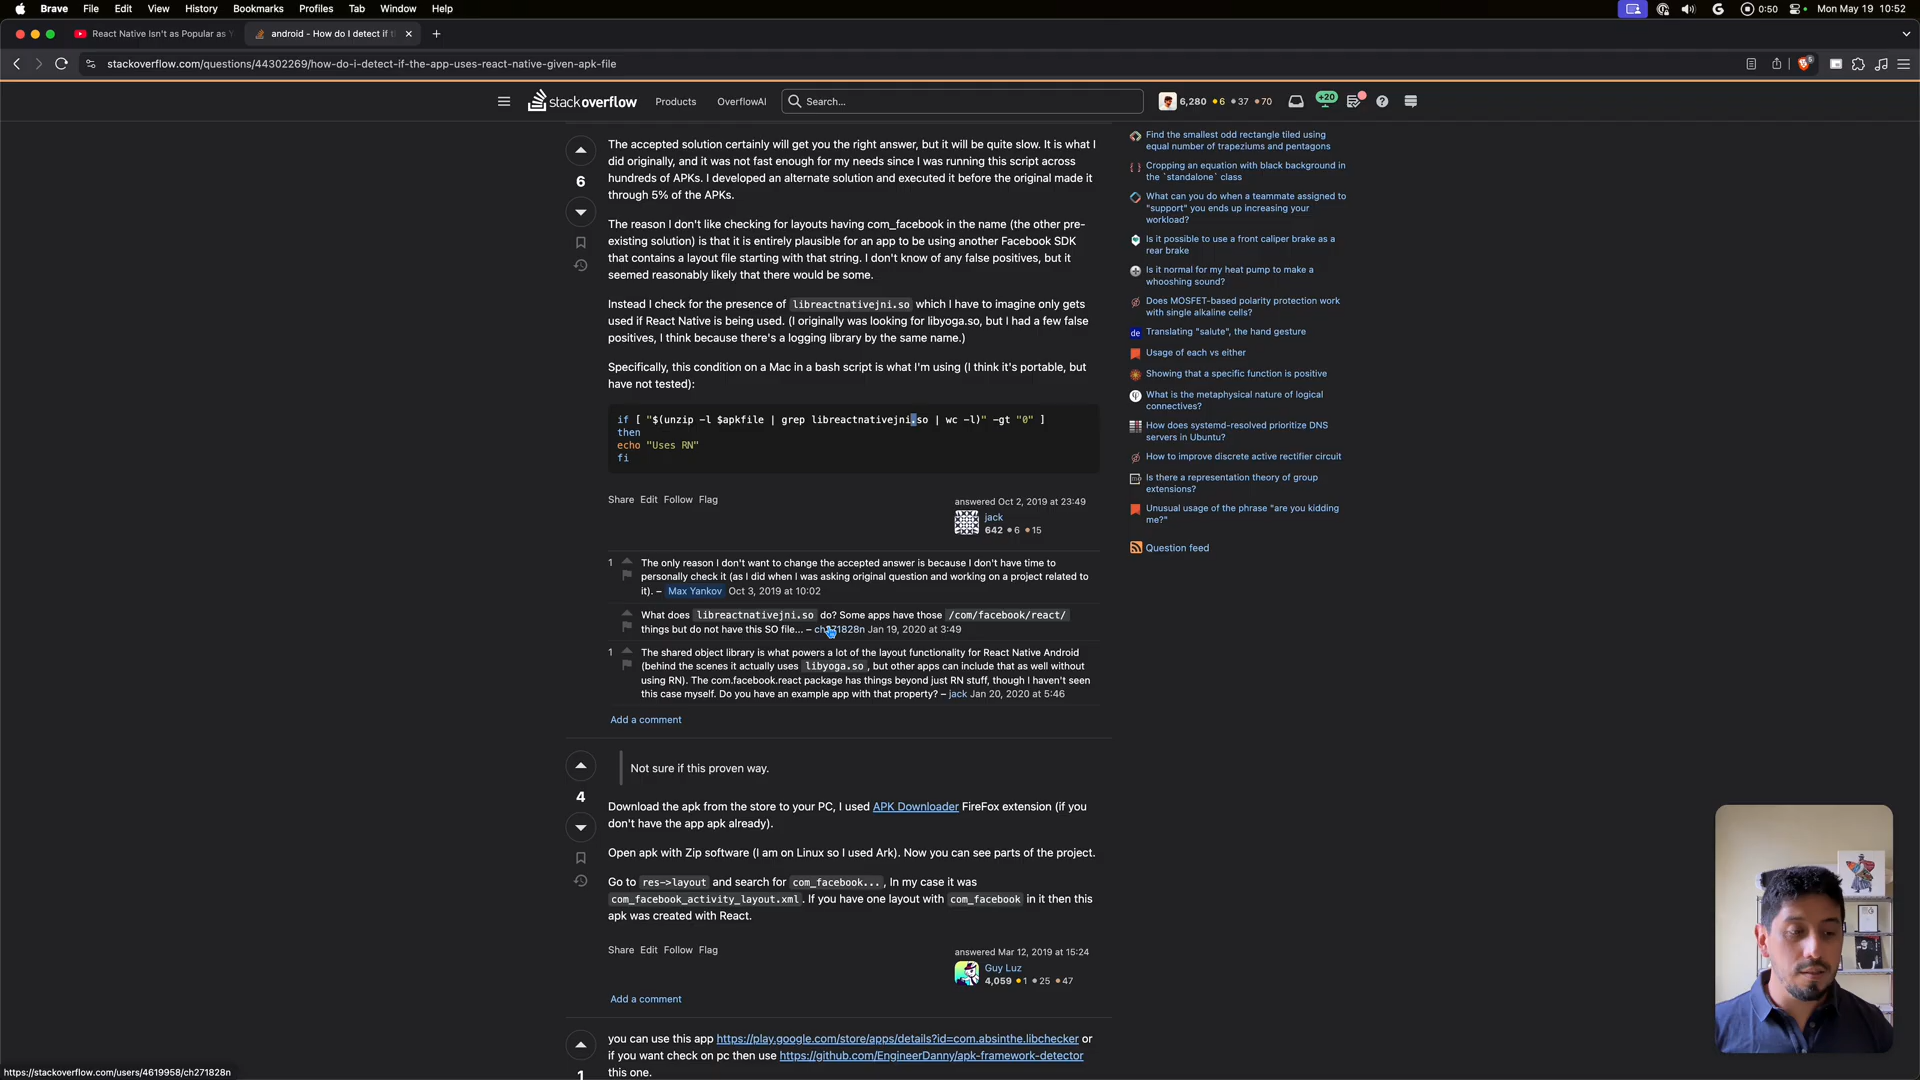 Brave File Edit View History Bookmarks Profiles Tab Window Help
0:50 Mon May 19 10:52
React Native Isn't as Popular as Y
android - How do I detect if t
stackoverflow.com/questions/44302269/how-do-i-detect-if-the-app-uses-react-native-given-apk-file
stackoverflow Products OverflowAI Search... 6,280 6 37 70 +20
The accepted solution certainly will get you the right answer, but it will be quite slow. It is what I
did originally, and it was not fast enough for my needs since I was running this script across
6
hundreds of APKs. I developed an alternate solution and executed it before the original made it
through 5% of the APKs.
The reason I don't like checking for layouts having com_facebook in the name (the other pre-
existing solution) is that it is entirely plausible for an app to be using another Facebook SDK
that contains a layout file starting with that string. I don't know of any false positives, but it
seemed reasonably likely that there would be some.
Instead I check for the presence of libreactnativejni.so which I have to imagine only gets
used if React Native is being used. (I originally was looking for libyoga.so, but I had a few false
positives, I think because there's a logging library by the same name.)
Specifically, this condition on a Mac in a bash script is what I'm using (I think it's portable, but
have not tested):
if [ "$(unzip -l $apkfile | grep libreactnativejni.so | wc -l)" -gt "0" ]
then
echo "Uses RN"
fi
Share Edit Follow Flag
answered Oct 2, 2019 at 23:49
jack
642 6 15
1 The only reason I don't want to change the accepted answer is because I don't have time to
personally check it (as I did when I was asking original question and working on a project related to
it). – Max Yankov Oct 3, 2019 at 10:02
What does libreactnativejni.so do? Some apps have those /com/facebook/react/
things but do not have this SO file... – ch271828n Jan 19, 2020 at 3:49
1 The shared object library is what powers a lot of the layout functionality for React Native Android
(behind the scenes it actually uses libyoga.so, but other apps can include that as well without
using RN). The com.facebook.react package has things beyond just RN stuff, though I haven't seen
this case myself. Do you have an example app with that property? – jack Jan 20, 2020 at 5:46
Add a comment
Not sure if this proven way.
4
Download the apk from the store to your PC, I used APK Downloader FireFox extension (if you
don't have the app apk already).
Open apk with Zip software (I am on Linux so I used Ark). Now you can see parts of the project.
Go to res->layout and search for com_facebook..., In my case it was
com_facebook_activity_layout.xml. If you have one layout with com_facebook in it then this
apk was created with React.
Share Edit Follow Flag
answered Mar 12, 2019 at 15:24
Guy Luz
4,059 1 25 47
Add a comment
you can use this app https://play.google.com/store/apps/details?id=com.absinthe.libchecker or
if you want check on pc then use https://github.com/EngineerDanny/apk-framework-detector
this one.
1
Find the smallest odd rectangle tiled using
equal number of trapeziums and pentagons
Cropping an equation with black background in
the `standalone` class
What can you do when a teammate assigned to
"support" you ends up increasing your
workload?
Is it possible to use a front caliper brake as a
rear brake
Is it normal for my heat pump to make a
whooshing sound?
Does MOSFET-based polarity protection work
with single alkaline cells?
de Translating "salute", the hand gesture
Usage of each vs either
Showing that a specific function is positive
What is the metaphysical nature of logical
connectives?
How does systemd-resolved prioritize DNS
servers in Ubuntu?
How to improve discrete active rectifier circuit
Is there a representation theory of group
extensions?
Unusual usage of the phrase "are you kidding
me?"
Question feed
https://stackoverflow.com/users/4619958/ch271828n